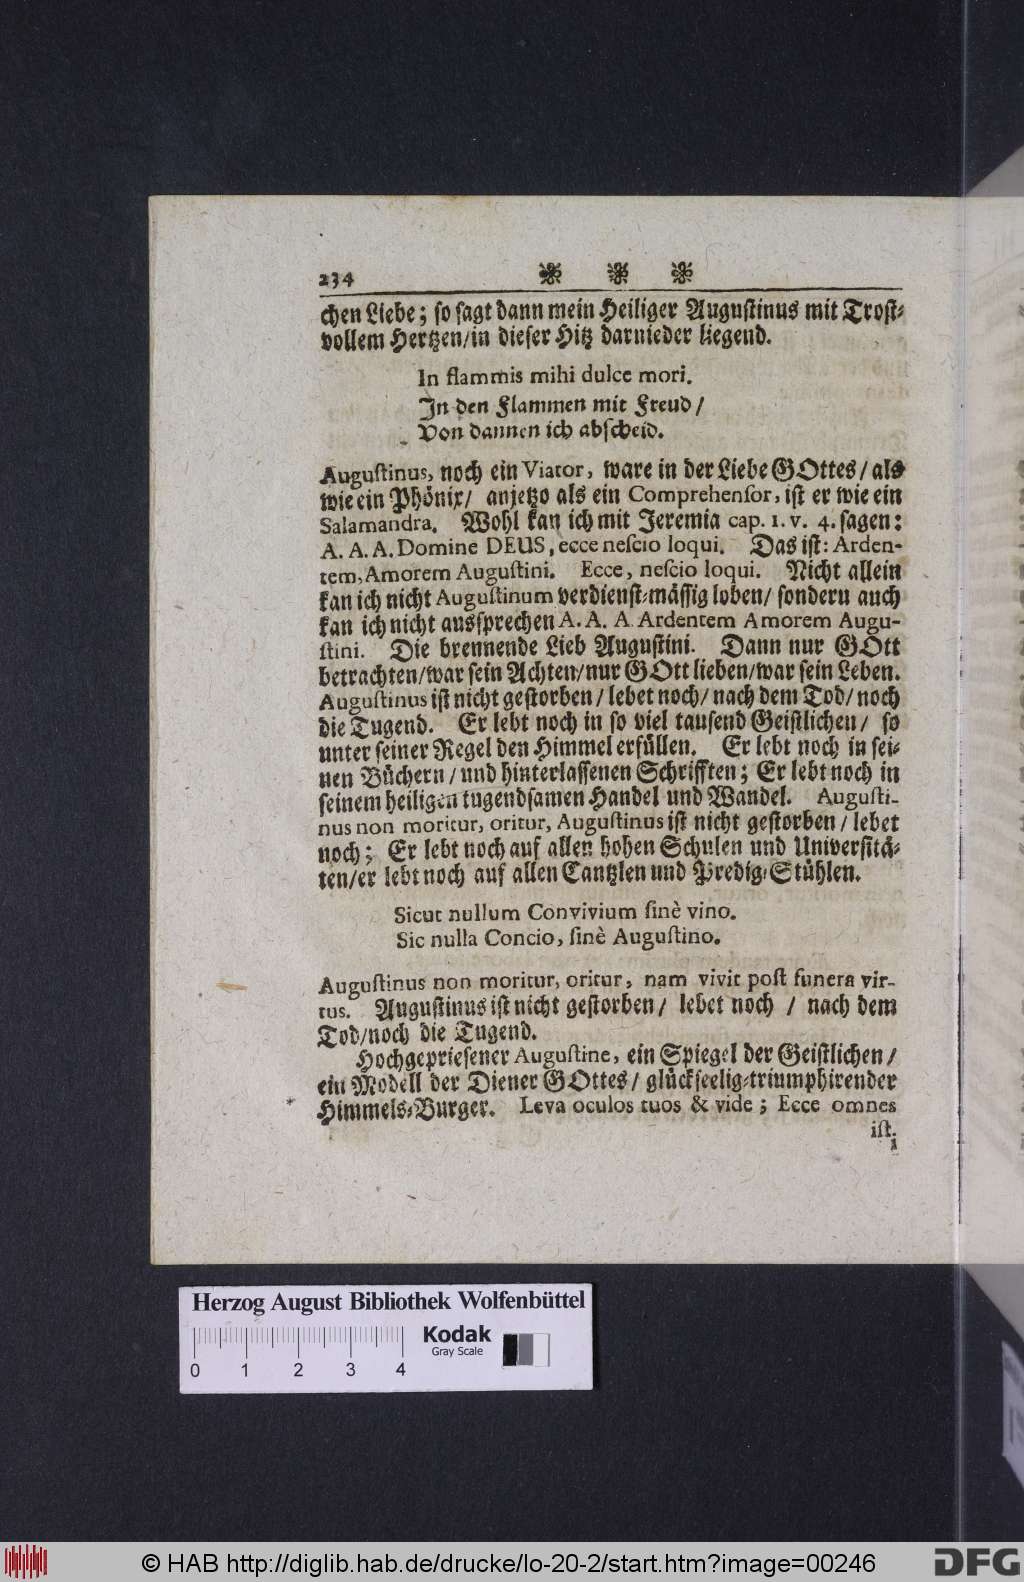 234
chen Liebe; so sagt dann mein Heiliger Augustinus mit Trost-
vollem Hertzen/in dieser Hitz darnieder liegend.
In flammis mihi dulce mori.
In den Flammen mit Freud/
Von dannen ich abscheid.
Augustinus, noch ein Viator, ware in der Liebe GOttes/ als
wie ein Phönix/ anjetzo als ein Comprehensor, ist er wie ein
Salamandra. Wohl kan ich mit Jeremia cap. 1. v. 4. sagen:
A. A. A. Domine DEUS, ecce nescio loqui. Das ist: Arden-
tem, Amorem Augustini. Ecce, nescio loqui. Nicht allein
kan ich nicht Augustinum verdienst-mässig loben/ sonderu auch
kan ich nicht aussprechen A. A. A. Ardentem Amorem Augu-
stini. Die brennende Lieb Augustini. Dann nur GOtt
betrachten/war sein Achten/nur GOtt lieben/war sein Leben.
Augustinus ist nicht gestorben/ lebet noch/ nach dem Tod/ noch
die Tugend. Er lebt noch in so viel tausend Geistlichen/ so
unter seiner Regel den Himmel erfüllen. Er lebt noch in sei-
nen Büchern/ und hinterlassenen Schrifften; Er lebt noch in
seinem heiligen tugendsamen Handel und Wandel. Augusti-
nus non moritur, oritur, Augustinus ist nicht gestorben/ lebet
noch; Er lebt noch auf allen hohen Schulen und Universitä-
ten/er lebt noch auf allen Cantzlen und Predig-Stühlen.
Sicut nullum Convivium sinè vino.
Sic nulla Concio, sinè Augustino.
Augustinus non moritur, oritur, nam vivit post funera vir-
tus. Augustinus ist nicht gestorben/ lebet noch / nach dem
Tod/noch die Tugend.
Hochgepriesener Augustine, ein Spiegel der Geistlichen/
ein Modell der Diener GOttes/ glückseelig-triumphirender
Himmels-Burger. Leva oculos tuos & vide; Ecce omnes
ist.
Herzog August Bibliothek Wolfenbüttel
Kodak
Gray Scale
0 1 2 3 4
© HAB http://diglib.hab.de/drucke/lo-20-2/start.htm?image=00246
DFG